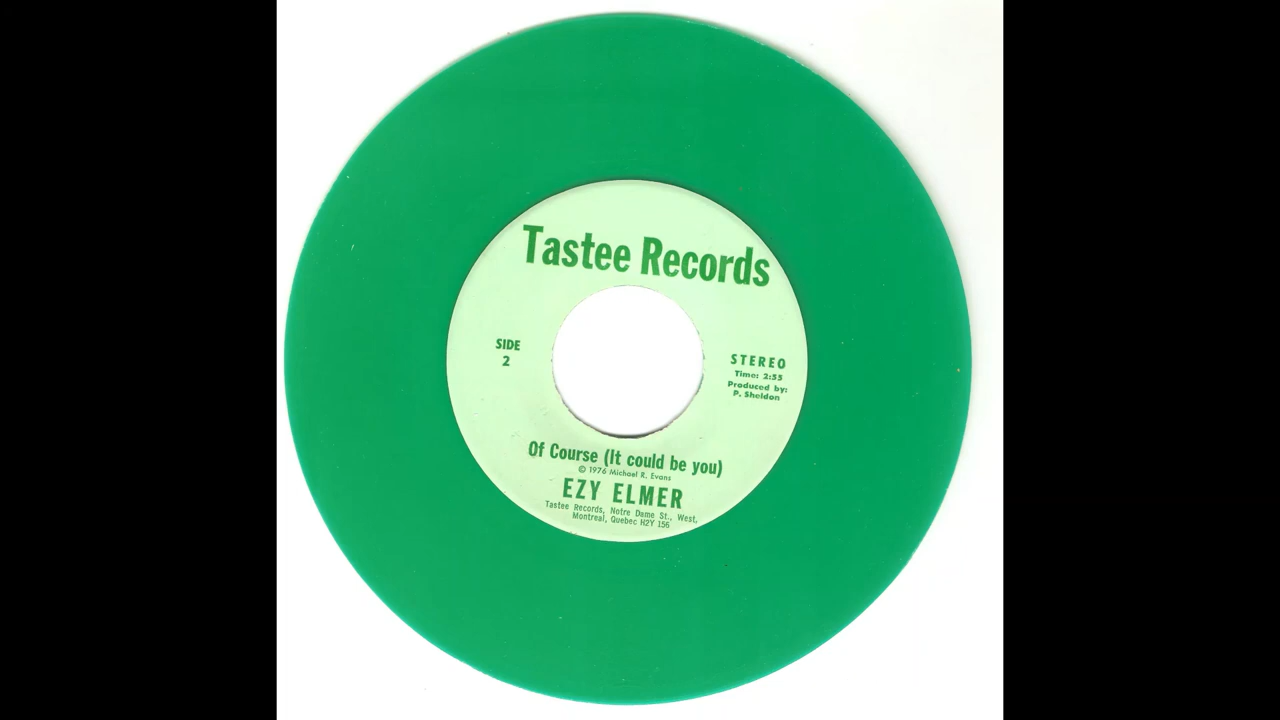 Tastee Records
SIDE
2
STEREO
Time: 2:55
Produced by:
P. Sheldon
Of Course (It could be you)
© 1976 Michael R. Evans
EZY ELMER
Tastee Records, Notre Dame St., West,
Montreal, Quebec H2Y 1S6